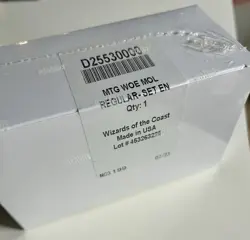 D25530000
MTG WOE MOL
REGULAR- SET EN
Qty: 1
Wizards of the Coast
Made in USA